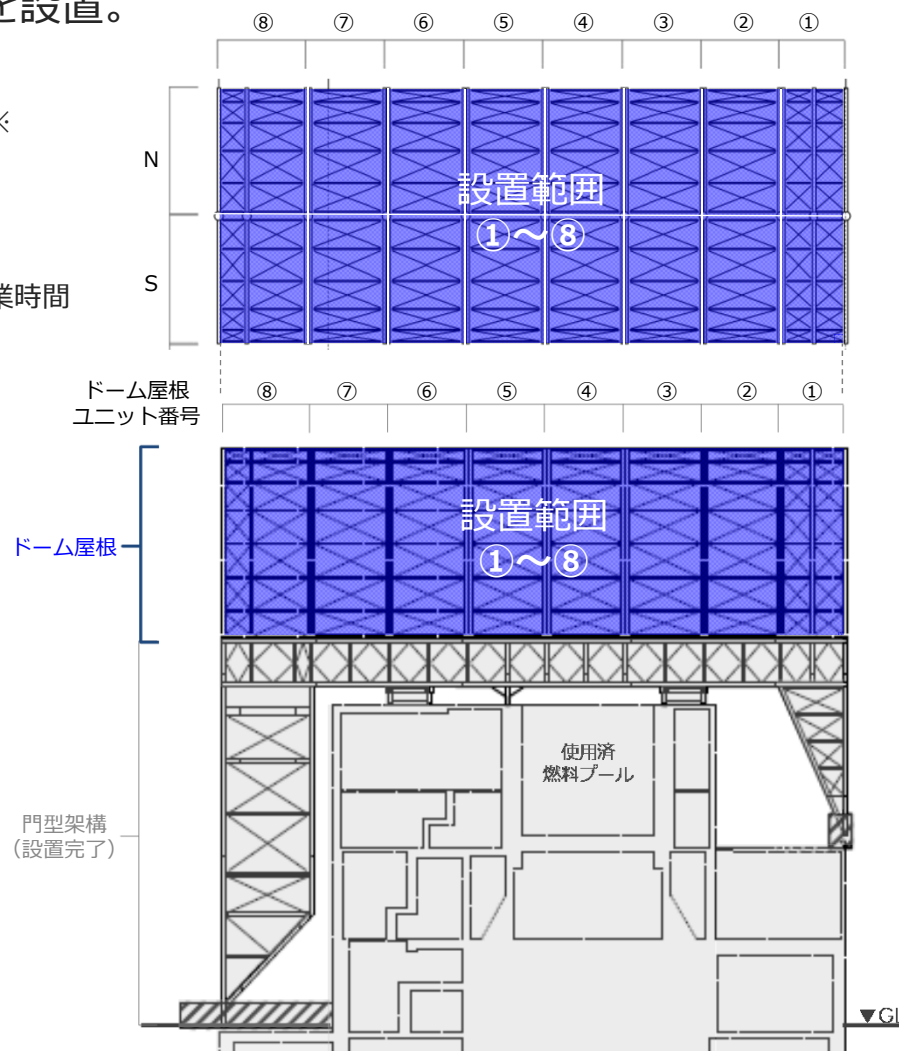 を設置。
⑧ ⑦ ⑥ ⑤ ④ ③ ② ①
※
N
設置範囲
①～⑧
S
業時間
ドーム屋根
ユニット番号
⑧ ⑦ ⑥ ⑤ ④ ③ ② ①
設置範囲
①～⑧
ドーム屋根
使用済
燃料プール
門型架構
(設置完了)
▼GL